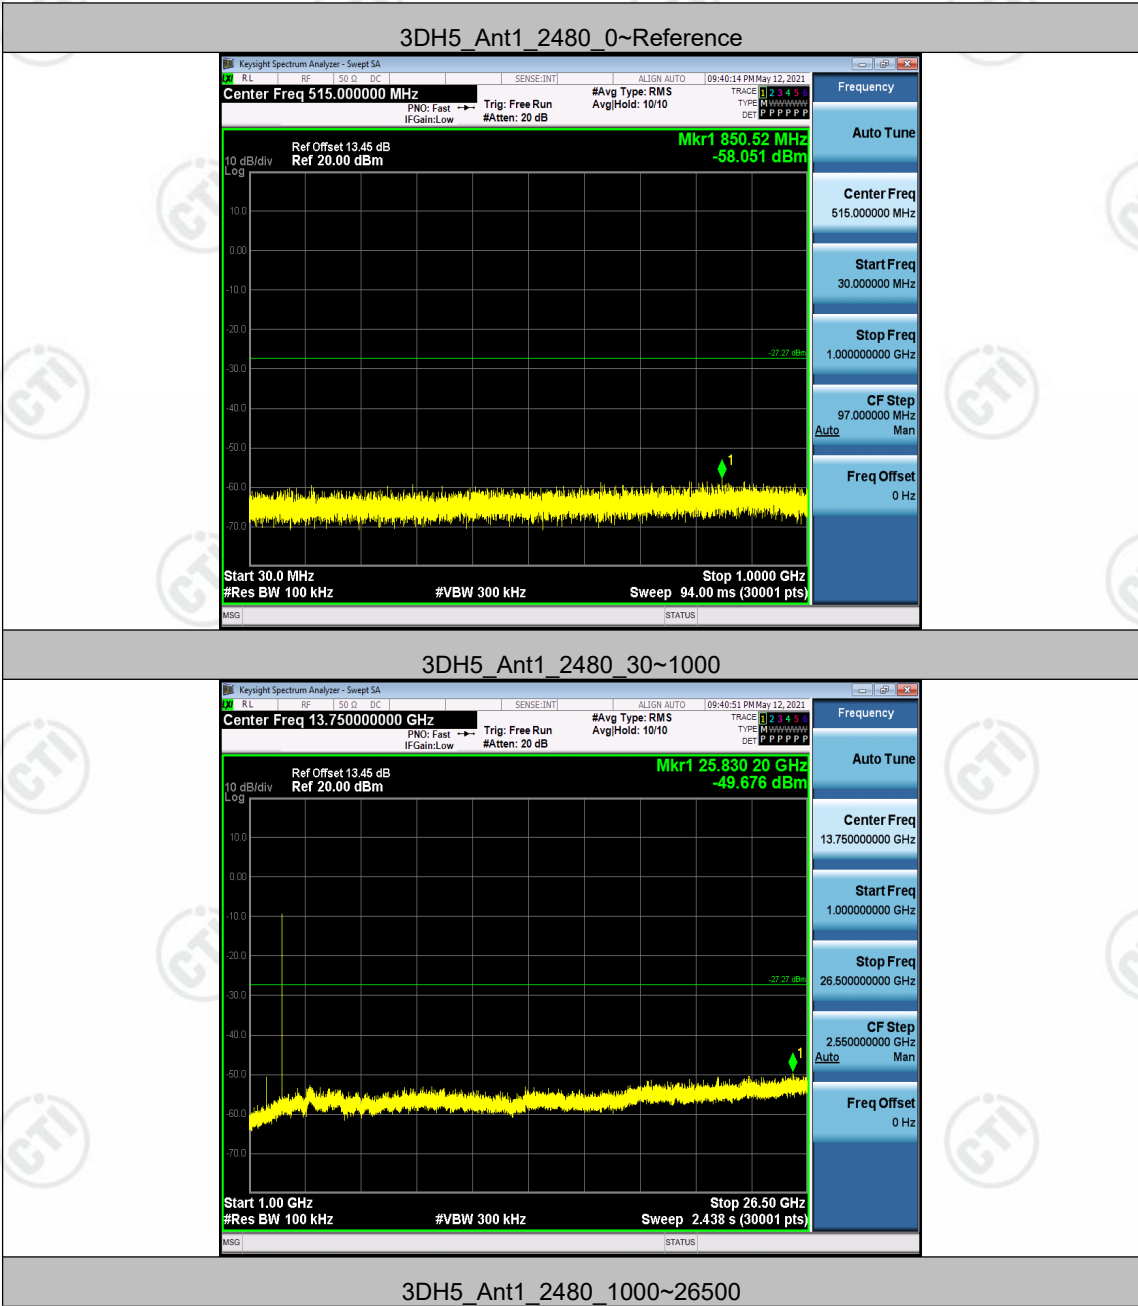 3DH5_Ant1_2480_0~Reference
Keysight Spectrum Analyzer - Swept SA
LXI RL RF 50 Ω DC SENSE:INT ALIGN AUTO 09:40:14 PM May 12, 2021
Center Freq 515.000000 MHz
PNO: Fast
IFGain:Low
Trig: Free Run
#Atten: 20 dB
#Avg Type: RMS
Avg|Hold: 10/10
TRACE 1 2 3 4 5 6
TYPE M WWWWW
DET P P P P P P
Frequency
Ref Offset 13.45 dB
10 dB/div Ref 20.00 dBm
Log
Mkr1 850.52 MHz
-58.051 dBm
10.0
0.00
-10.0
-20.0
-27.27 dBm
-30.0
-40.0
-50.0
1
-60.0
-70.0
Start 30.0 MHz
Stop 1.0000 GHz
#Res BW 100 kHz
#VBW 300 kHz
Sweep 94.00 ms (30001 pts)
MSG
STATUS
Auto Tune
Center Freq
515.000000 MHz
Start Freq
30.000000 MHz
Stop Freq
1.000000000 GHz
CF Step
97.000000 MHz
Auto Man
Freq Offset
0 Hz
3DH5_Ant1_2480_30~1000
Keysight Spectrum Analyzer - Swept SA
LXI RL RF 50 Ω DC SENSE:INT ALIGN AUTO 09:40:51 PM May 12, 2021
Center Freq 13.750000000 GHz
PNO: Fast
IFGain:Low
Trig: Free Run
#Atten: 20 dB
#Avg Type: RMS
Avg|Hold: 10/10
TRACE 1 2 3 4 5 6
TYPE M WWWWW
DET P P P P P P
Frequency
Ref Offset 13.45 dB
10 dB/div Ref 20.00 dBm
Log
Mkr1 25.830 20 GHz
-49.676 dBm
10.0
0.00
-10.0
-20.0
-27.27 dBm
-30.0
-40.0
1
-50.0
-60.0
-70.0
Start 1.00 GHz
Stop 26.50 GHz
#Res BW 100 kHz
#VBW 300 kHz
Sweep 2.438 s (30001 pts)
MSG
STATUS
Auto Tune
Center Freq
13.750000000 GHz
Start Freq
1.000000000 GHz
Stop Freq
26.500000000 GHz
CF Step
2.550000000 GHz
Auto Man
Freq Offset
0 Hz
3DH5_Ant1_2480_1000~26500
CTI
CTI
CTI
CTI
CTI
CTI
CTI
CTI